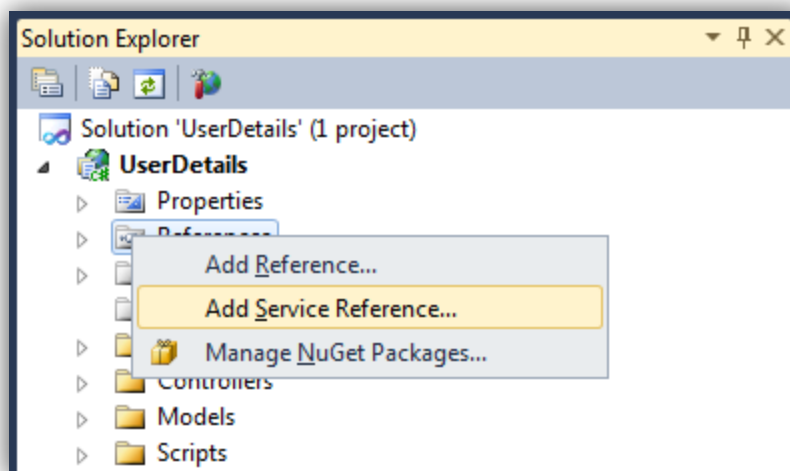 Solution Explorer
Solution 'UserDetails' (1 project)
UserDetails
Properties
References
Add Reference...
Add Service Reference...
Manage NuGet Packages...
Controllers
Models
Scripts